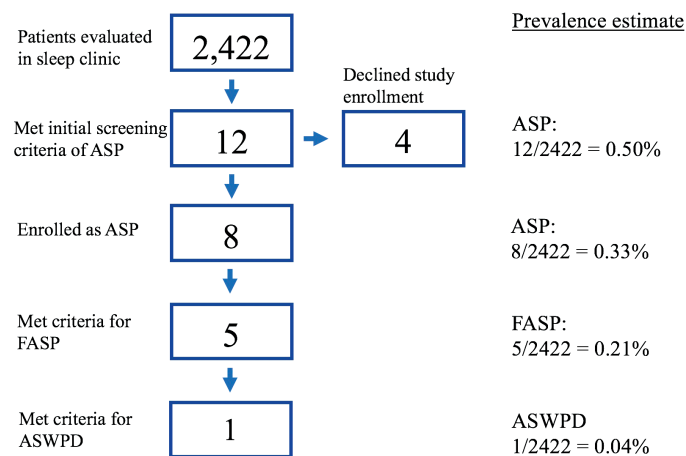 Prevalence estimate
Patients evaluated
in sleep clinic
2,422
Declined study
enrollment
Met initial screening
criteria of ASP
12
4
ASP:
12/2422 = 0.50%
Enrolled as ASP
8
ASP:
8/2422 = 0.33%
Met criteria for
FASP
5
FASP:
5/2422 = 0.21%
Met criteria for
ASWPD
1
ASWPD
1/2422 = 0.04%